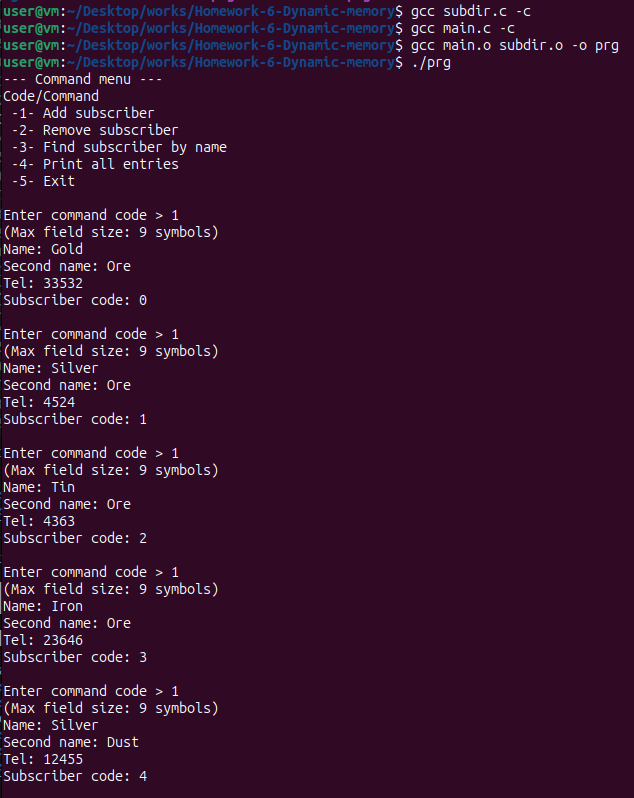 user@vm:~/Desktop/works/Homework-6-Dynamic-memory$ gcc subdir.c -c
user@vm:~/Desktop/works/Homework-6-Dynamic-memory$ gcc main.c -c
user@vm:~/Desktop/works/Homework-6-Dynamic-memory$ gcc main.o subdir.o -o prg
user@vm:~/Desktop/works/Homework-6-Dynamic-memory$ ./prg
--- Command menu ---
Code/Command
 -1- Add subscriber
 -2- Remove subscriber
 -3- Find subscriber by name
 -4- Print all entries
 -5- Exit

Enter command code > 1
(Max field size: 9 symbols)
Name: Gold
Second name: Ore
Tel: 33532
Subscriber code: 0

Enter command code > 1
(Max field size: 9 symbols)
Name: Silver
Second name: Ore
Tel: 4524
Subscriber code: 1

Enter command code > 1
(Max field size: 9 symbols)
Name: Tin
Second name: Ore
Tel: 4363
Subscriber code: 2

Enter command code > 1
(Max field size: 9 symbols)
Name: Iron
Second name: Ore
Tel: 23646
Subscriber code: 3

Enter command code > 1
(Max field size: 9 symbols)
Name: Silver
Second name: Dust
Tel: 12455
Subscriber code: 4